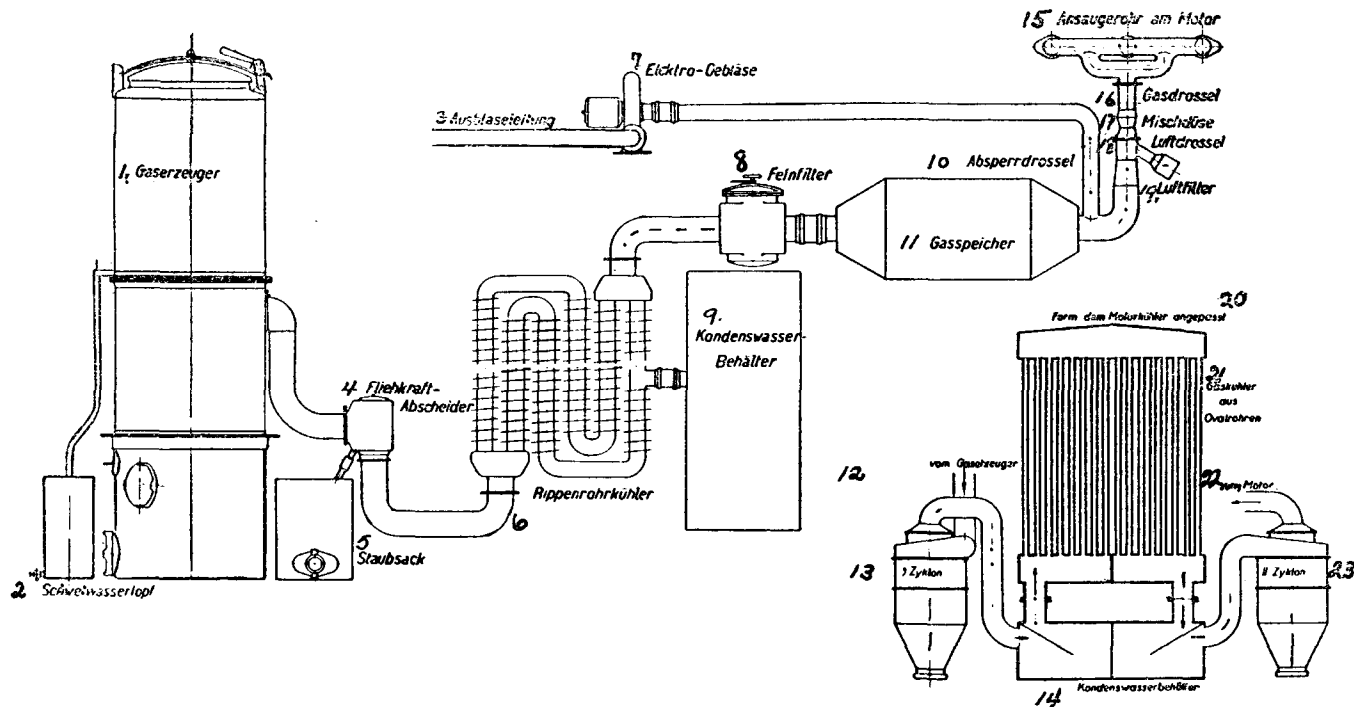 15 Ansaugerohr am Motor
7 Elektro-Gebläse
16 Gasdrossel
17 Mischdüse
18 Luftdrossel
3 Ausblaseleitung
8 Feinfilter
10 Absperrdrossel
19. Luftfilter
1. Gaserzeuger
11 Gasspeicher
9. Kondenswasser-
Behälter
20
Form dem Motorkühler angepasst
21
Gaskühler
aus
Ovalrohren
4 Fliehkraft-
Abscheider
12 vom Gaserzeuger
22 zum Motor
Rippenrohrkühler
6
5
Staubsack
13 I Zyklon
II Zyklon 23
2 Schwelwassertopf
14 Kondenswasserbehälter